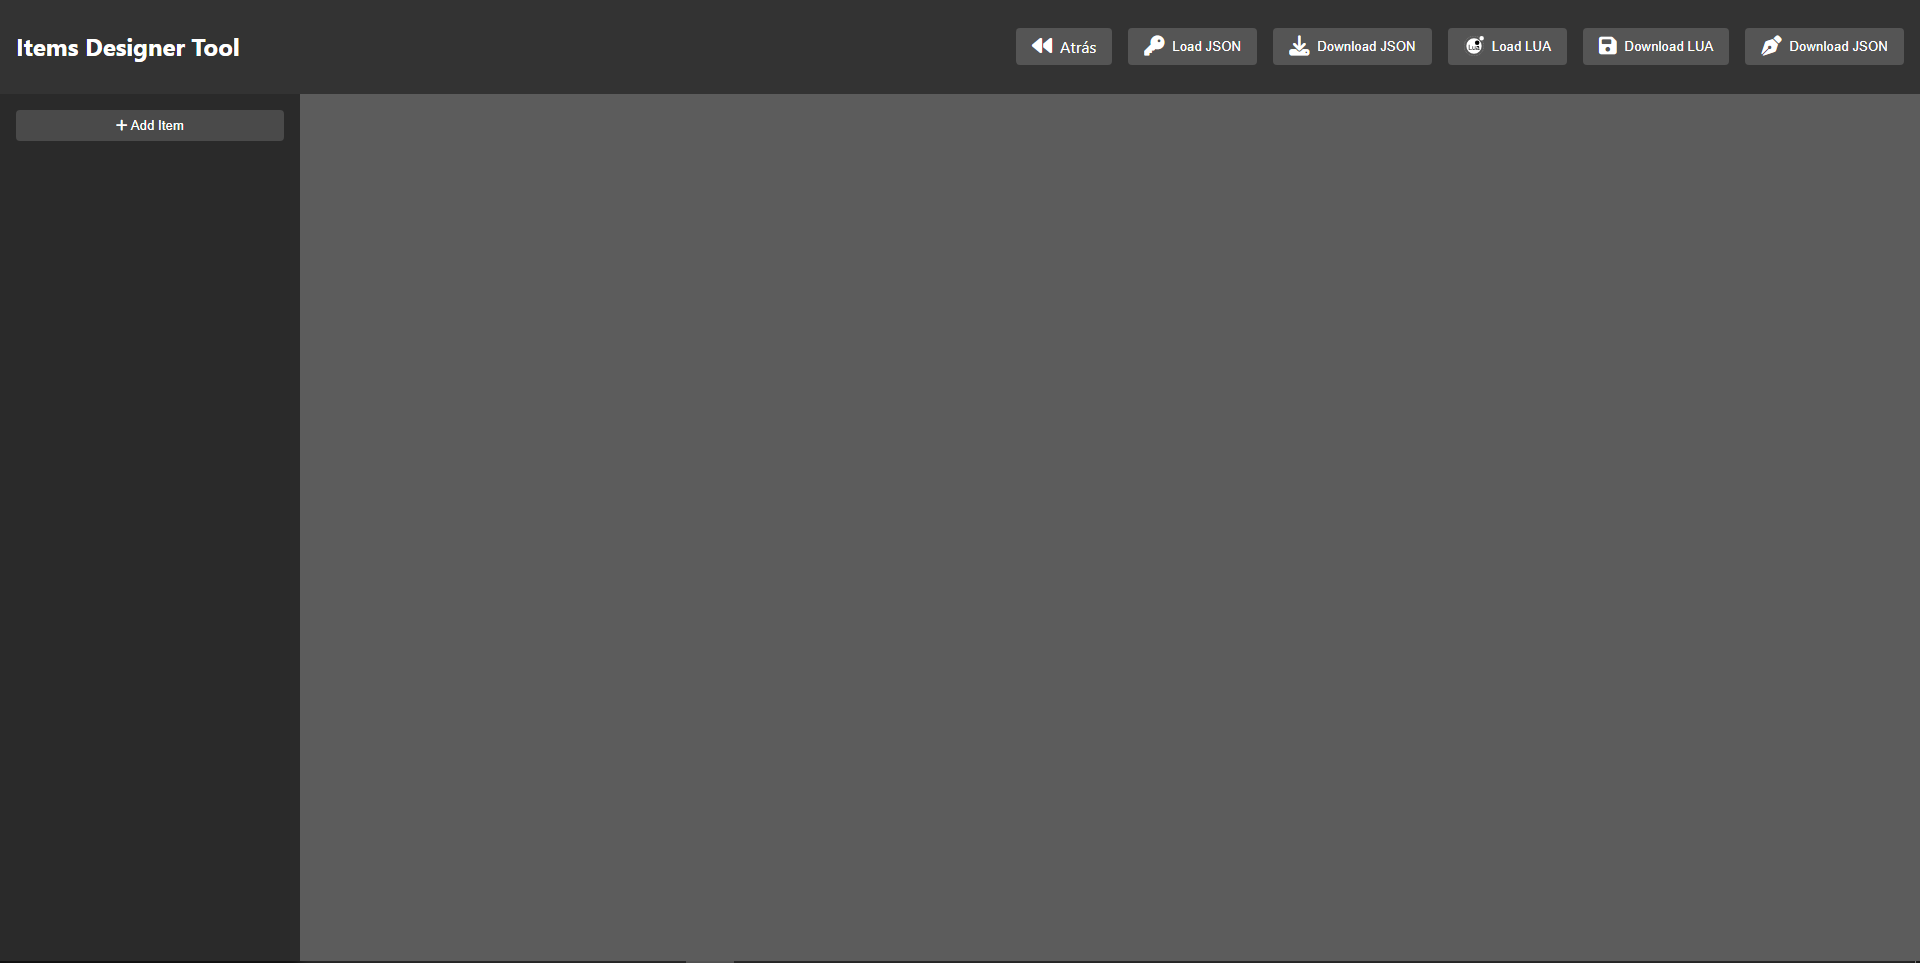 Items Designer Tool
Atrás
Load JSON
Download JSON
Load LUA
Download LUA
Download JSON
Add Item